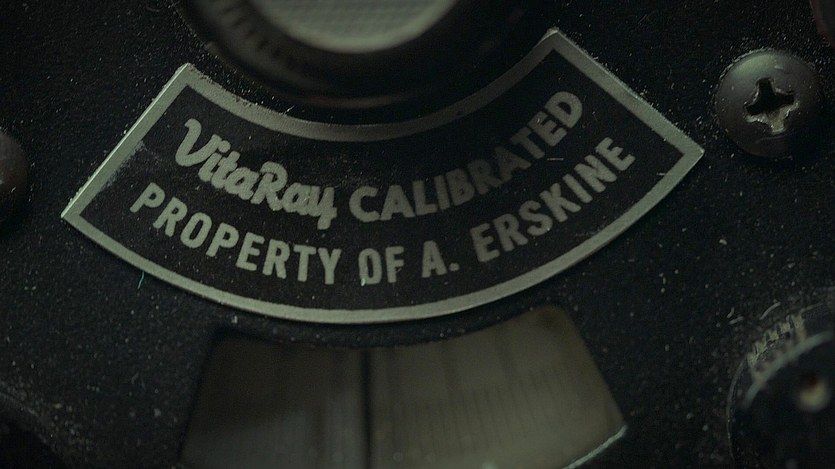 VitaRay CALIBRATED
PROPERTY OF A. ERSKINE